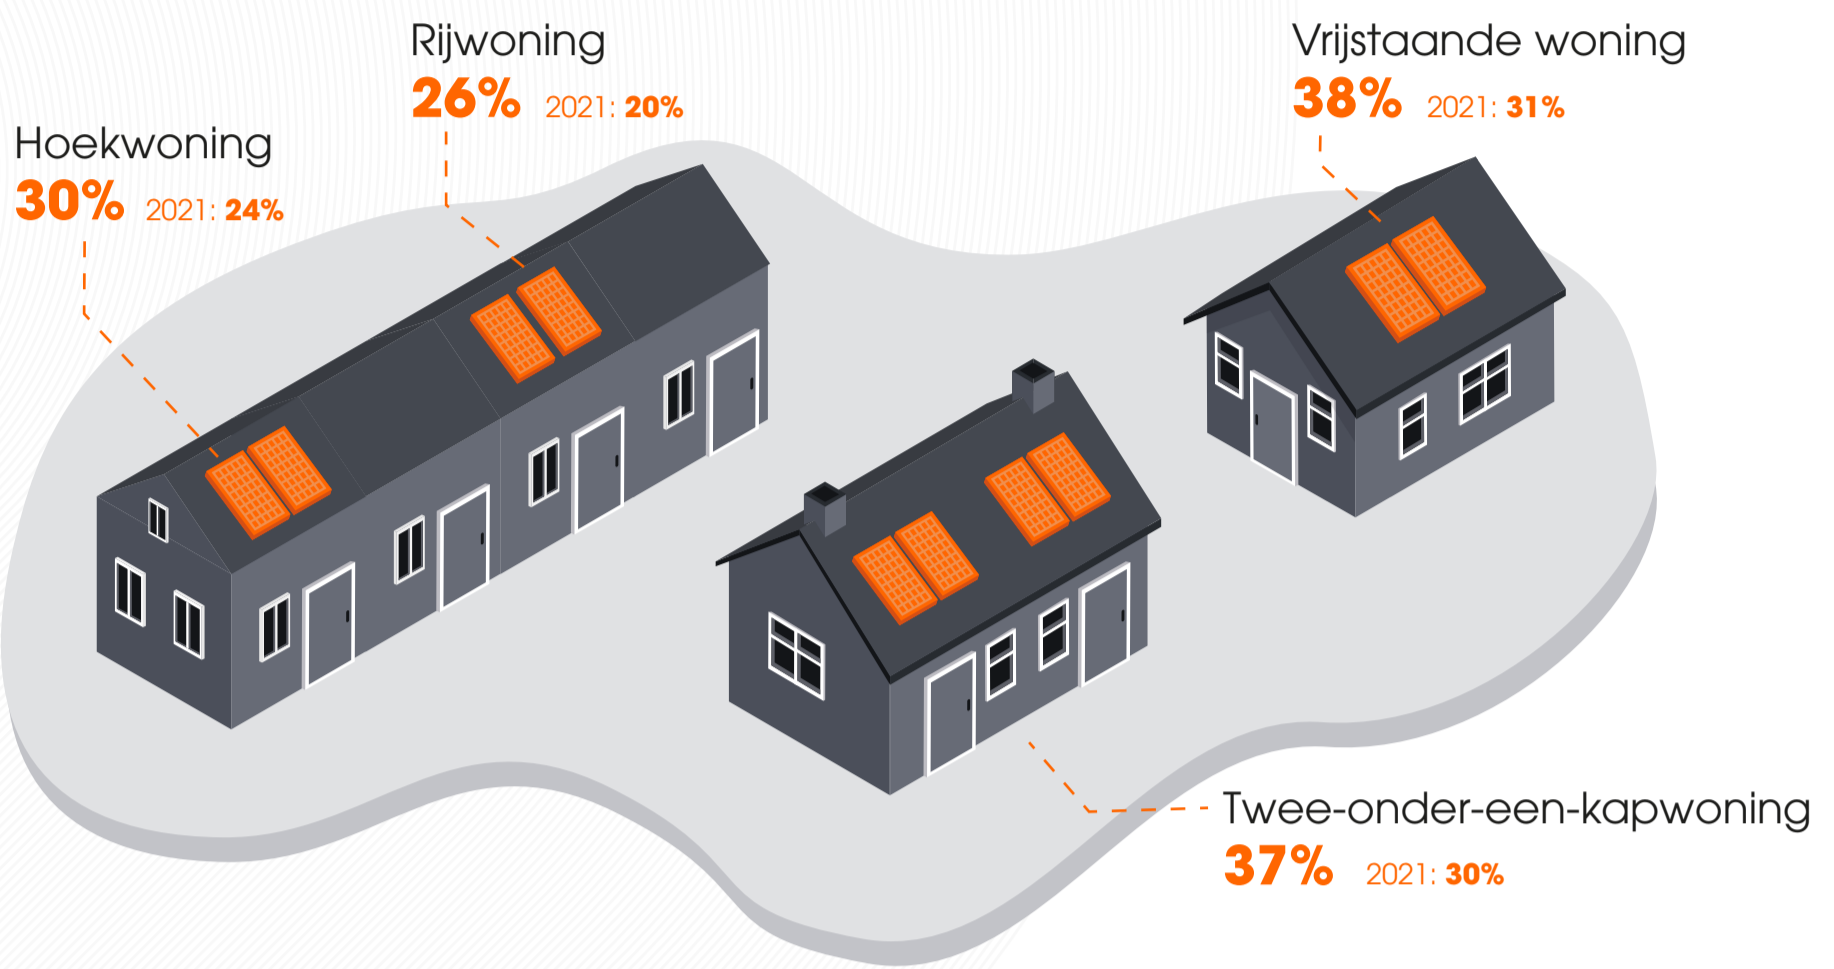 Rijwoning
26% 2021: 20%
Vrijstaande woning
38% 2021: 31%
Hoekwoning
30% 2021: 24%
Twee-onder-een-kapwoning
37% 2021: 30%